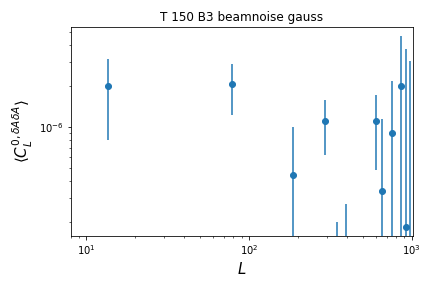 T 150 B3 beamnoise gauss
⟨C_L^{0, δAδA}⟩
10^{-6}
10^1 10^2 10^3
L